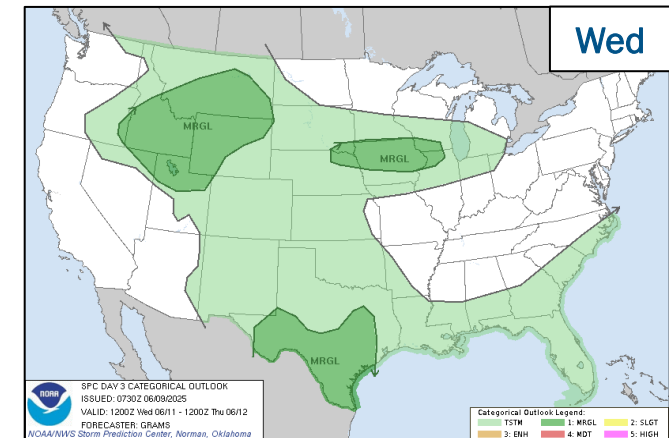 Wed
MRGL
MRGL
MRGL
NOAA
SPC DAY 3 CATEGORICAL OUTLOOK
ISSUED: 0730Z 06/09/2025
VALID: 1200Z Wed 06/11 - 1200Z Thu 06/12
FORECASTER: GRAMS
NOAA/NWS Storm Prediction Center, Norman, Oklahoma
Categorical Outlook Legend:
TSTM 1: MRGL 2: SLGT
3: ENH 4: MDT 5: HIGH